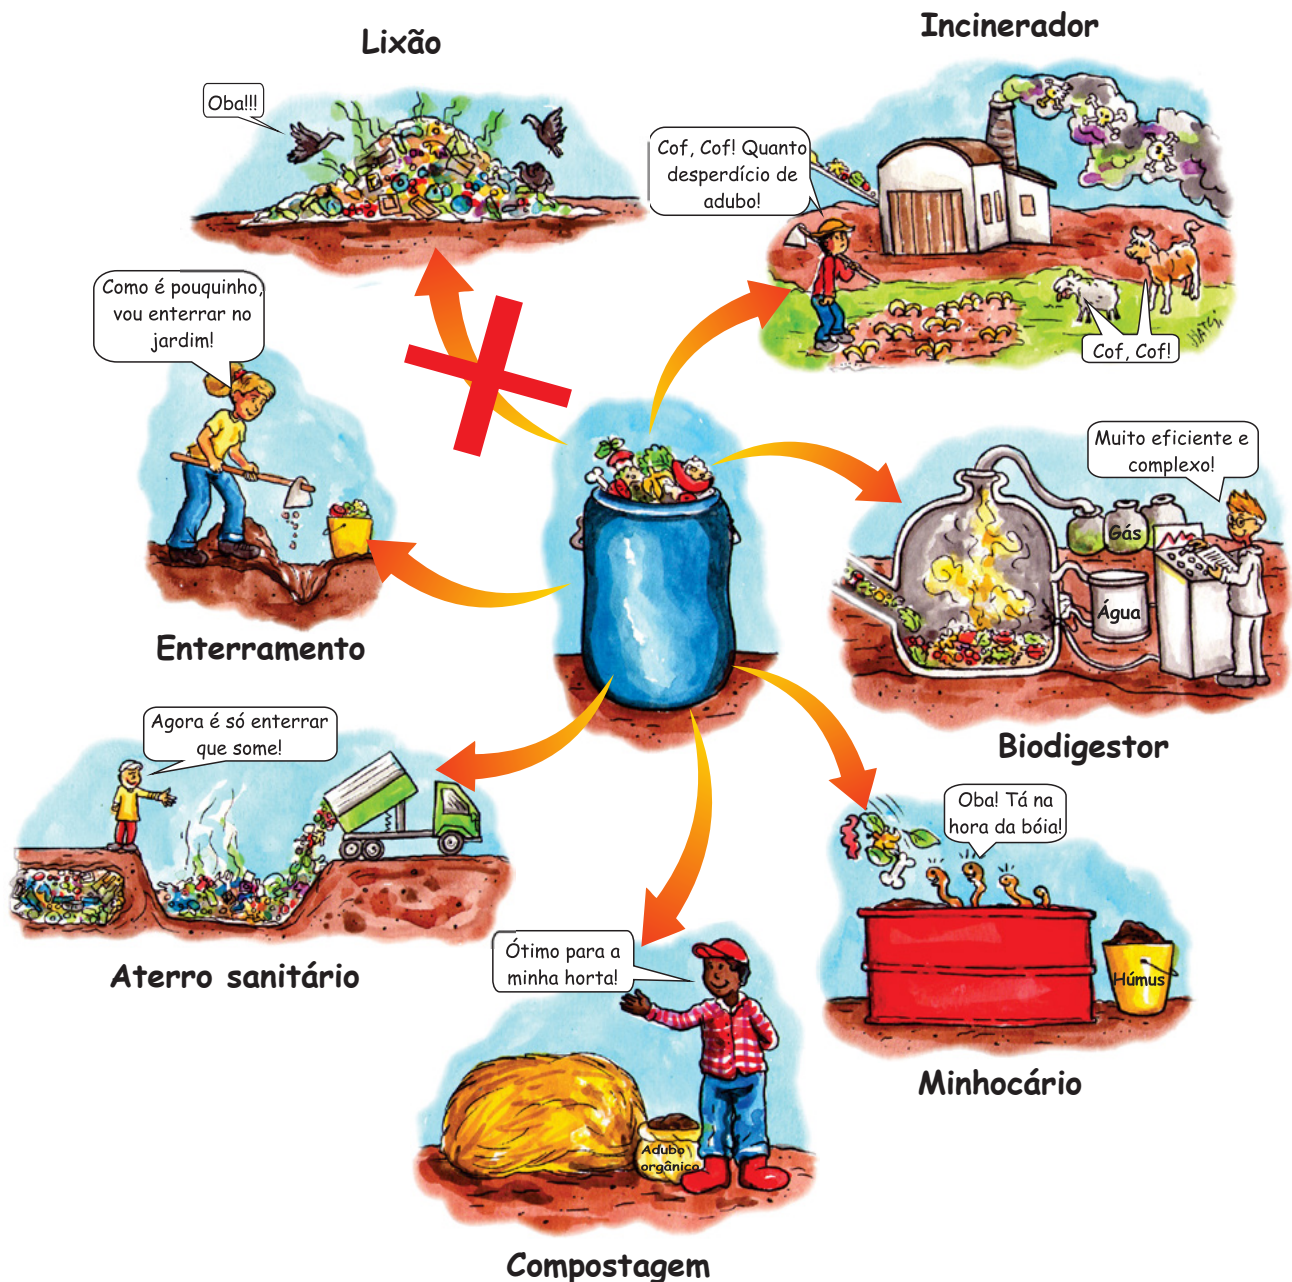 Lixão
Oba!!!
Incinerador
Cof, Cof! Quanto
desperdício de
adubo!
Cof, Cof!
Como é pouquinho,
vou enterrar no
jardim!
Enterramento
Muito eficiente e
complexo!
Gás
Água
Biodigestor
Agora é só enterrar
que some!
Aterro sanitário
Oba! Tá na
hora da bóia!
Húmus
Minhocário
Ótimo para a
minha horta!
Adubo
orgânico
Compostagem